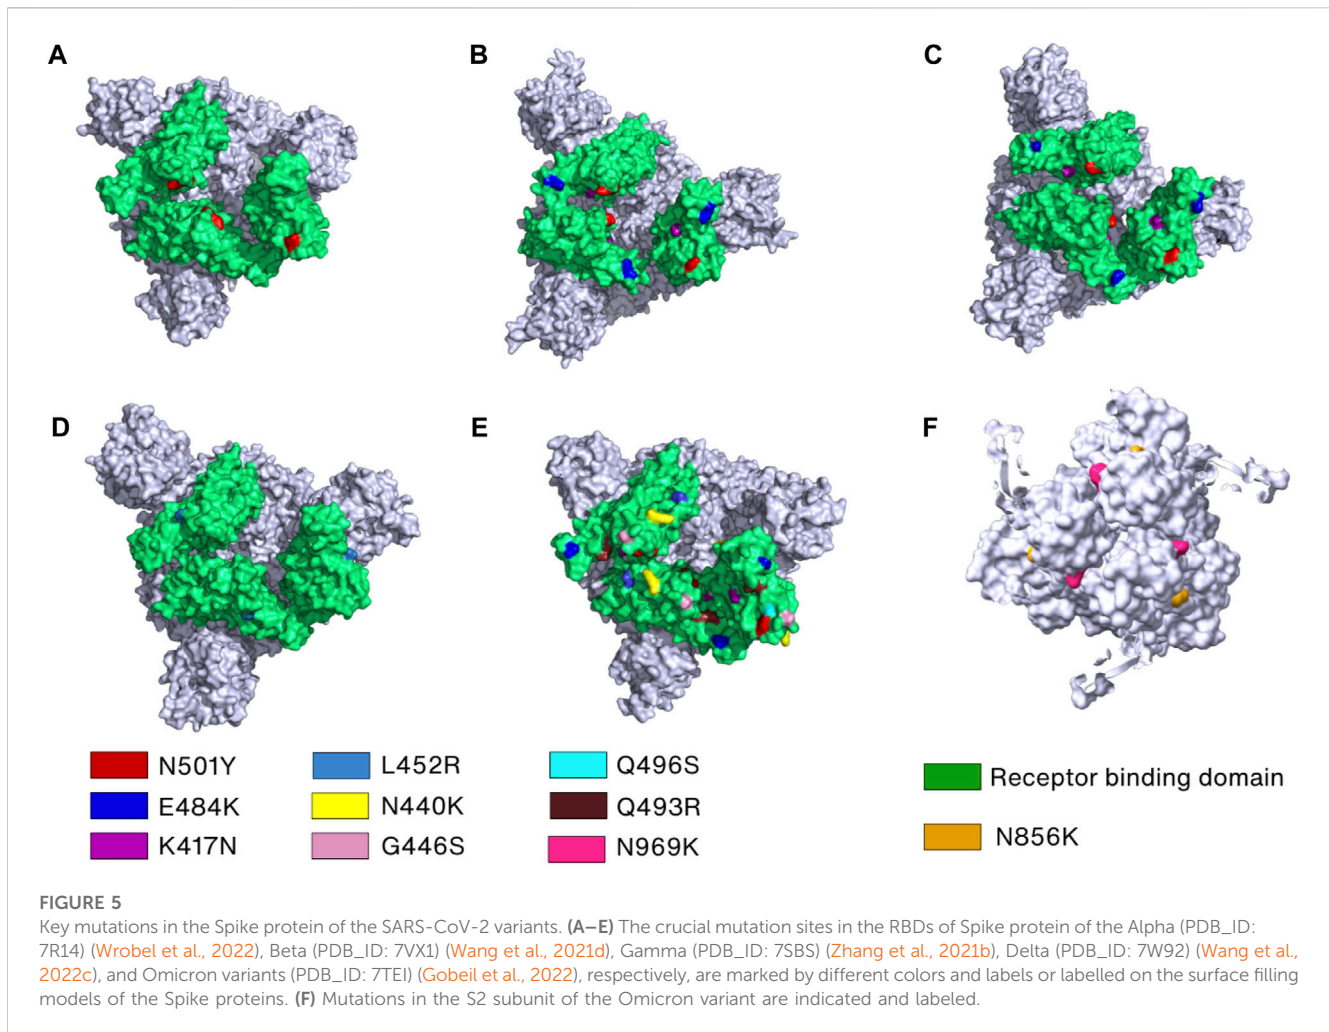 A
B
C
D
E
F
N501Y
L452R
Q496S
Receptor binding domain
E484K
N440K
Q493R
N856K
K417N
G446S
N969K
FIGURE 5
Key mutations in the Spike protein of the SARS-CoV-2 variants. (A–E) The crucial mutation sites in the RBDs of Spike protein of the Alpha (PDB_ID:
7R14) (Wrobel et al., 2022), Beta (PDB_ID: 7VX1) (Wang et al., 2021d), Gamma (PDB_ID: 7SBS) (Zhang et al., 2021b), Delta (PDB_ID: 7W92) (Wang et al.,
2022c), and Omicron variants (PDB_ID: 7TEI) (Gobeil et al., 2022), respectively, are marked by different colors and labels or labelled on the surface filling
models of the Spike proteins. (F) Mutations in the S2 subunit of the Omicron variant are indicated and labeled.